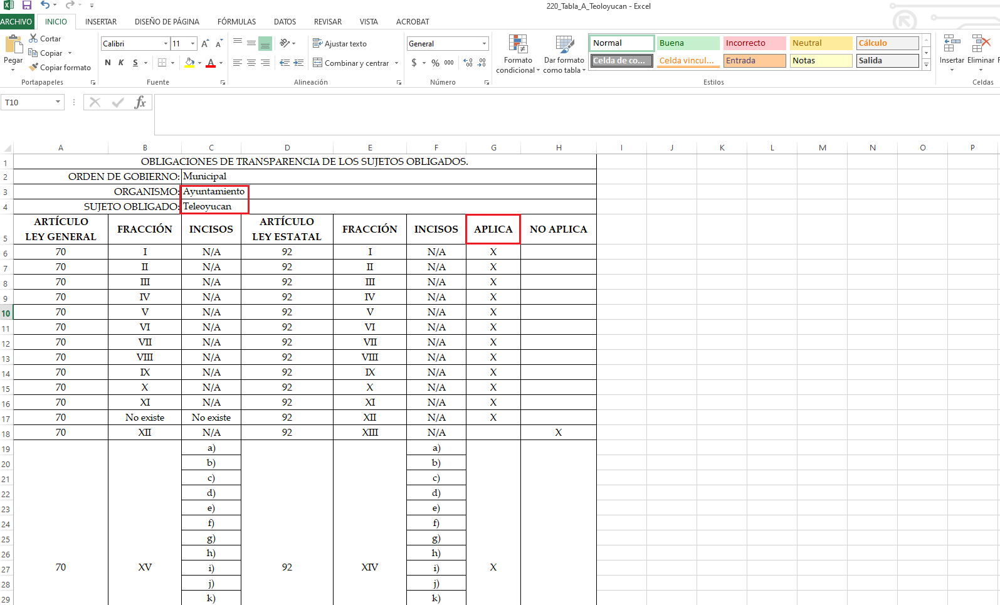 220_Tabla_A_Teoloyucan - Excel
ARCHIVO INICIO INSERTAR DISEÑO DE PÁGINA FÓRMULAS DATOS REVISAR VISTA ACROBAT
Pegar
Cortar
Copiar
Copiar formato
Portapapeles
Calibri 11
N K S
Fuente
Ajustar texto
Combinar y centrar
Alineación
General
$ % 000
Número
Formato condicional
Dar formato como tabla
Normal Buena Incorrecto Neutral Cálculo
Celda de co... Celda vincul... Entrada Notas Salida
Estilos
Insertar Eliminar
Celdas
T10 fx
A B C D E F G H I J K L M N O P
1 OBLIGACIONES DE TRANSPARENCIA DE LOS SUJETOS OBLIGADOS.
2 ORDEN DE GOBIERNO: Municipal
3 ORGANISMO: Ayuntamiento
4 SUJETO OBLIGADO: Teleoyucan
5 ARTÍCULO LEY GENERAL FRACCIÓN INCISOS ARTÍCULO LEY ESTATAL FRACCIÓN INCISOS APLICA NO APLICA
6 70 I N/A 92 I N/A X
7 70 II N/A 92 II N/A X
8 70 III N/A 92 III N/A X
9 70 IV N/A 92 IV N/A X
10 70 V N/A 92 V N/A X
11 70 VI N/A 92 VI N/A X
12 70 VII N/A 92 VII N/A X
13 70 VIII N/A 92 VIII N/A X
14 70 IX N/A 92 IX N/A X
15 70 X N/A 92 X N/A X
16 70 XI N/A 92 XI N/A X
17 70 No existe No existe 92 XII N/A X
18 70 XII N/A 92 XIII N/A X
19 a) a)
20 b) b)
21 c) c)
22 d) d)
23 e) e)
24 f) f)
25 g) g)
26 h) h)
27 70 XV i) 92 XIV i) X
28 j) j)
29 k) k)